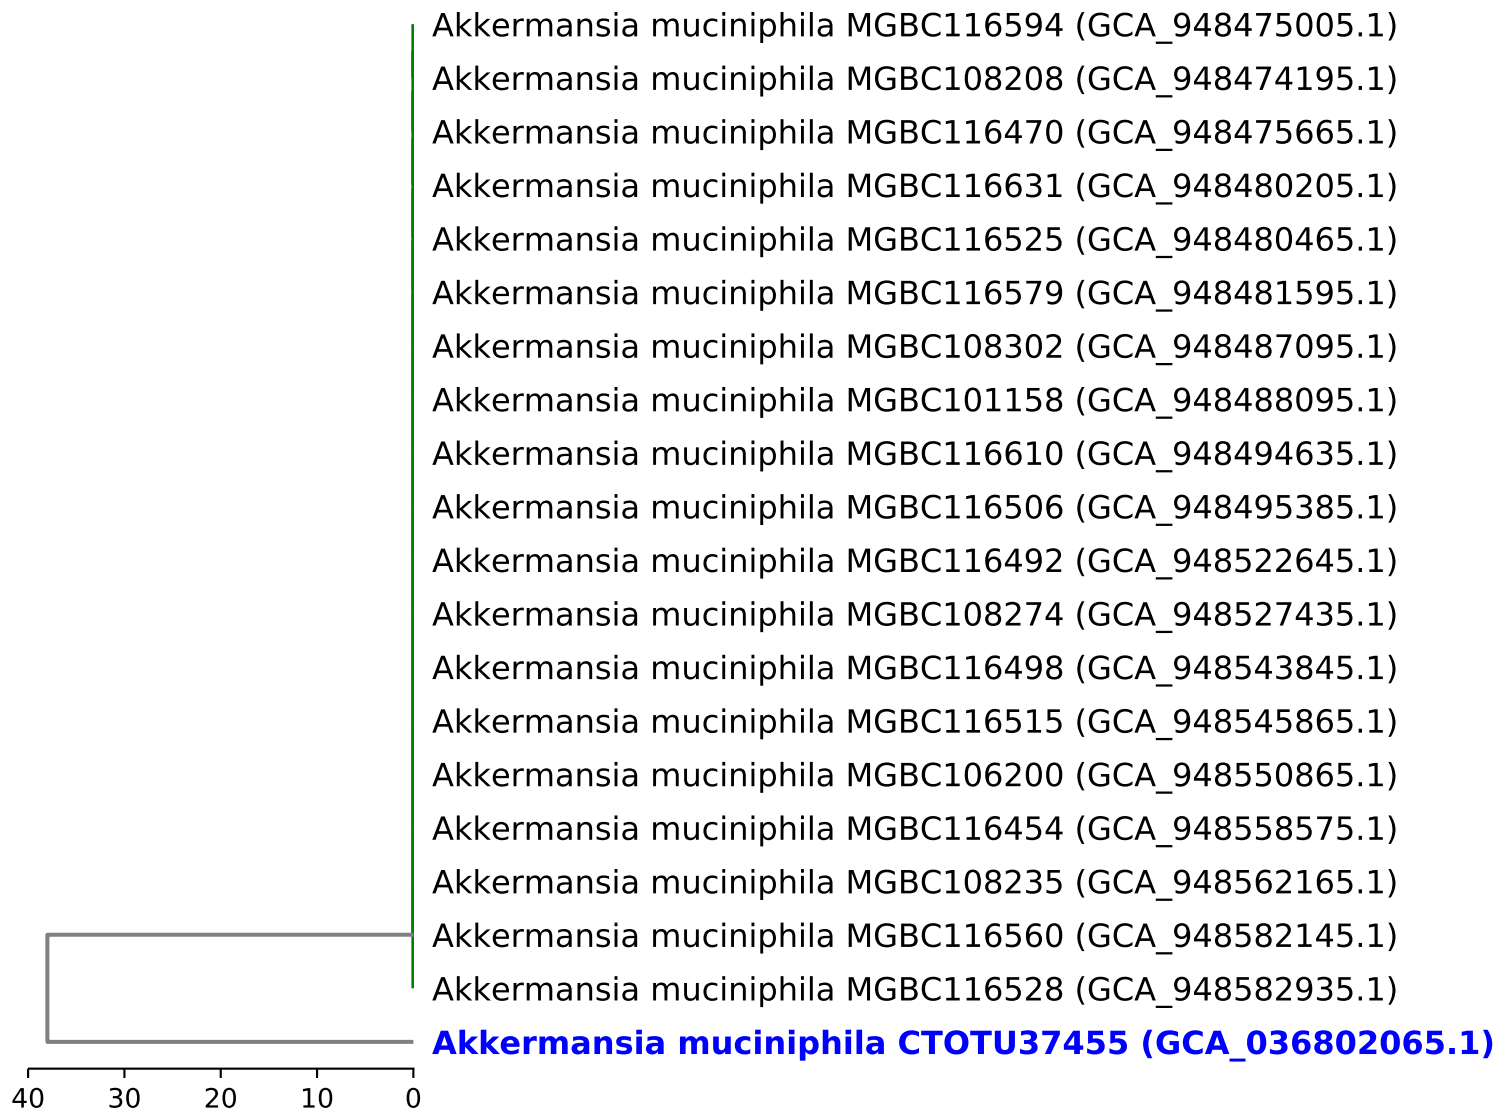 Akkermansia muciniphila MGBC116594 (GCA_948475005.1)
Akkermansia muciniphila MGBC108208 (GCA_948474195.1)
Akkermansia muciniphila MGBC116470 (GCA_948475665.1)
Akkermansia muciniphila MGBC116631 (GCA_948480205.1)
Akkermansia muciniphila MGBC116525 (GCA_948480465.1)
Akkermansia muciniphila MGBC116579 (GCA_948481595.1)
Akkermansia muciniphila MGBC108302 (GCA_948487095.1)
Akkermansia muciniphila MGBC101158 (GCA_948488095.1)
Akkermansia muciniphila MGBC116610 (GCA_948494635.1)
Akkermansia muciniphila MGBC116506 (GCA_948495385.1)
Akkermansia muciniphila MGBC116492 (GCA_948522645.1)
Akkermansia muciniphila MGBC108274 (GCA_948527435.1)
Akkermansia muciniphila MGBC116498 (GCA_948543845.1)
Akkermansia muciniphila MGBC116515 (GCA_948545865.1)
Akkermansia muciniphila MGBC106200 (GCA_948550865.1)
Akkermansia muciniphila MGBC116454 (GCA_948558575.1)
Akkermansia muciniphila MGBC108235 (GCA_948562165.1)
Akkermansia muciniphila MGBC116560 (GCA_948582145.1)
Akkermansia muciniphila MGBC116528 (GCA_948582935.1)
Akkermansia muciniphila CTOTU37455 (GCA_036802065.1)
40 30 20 10 0